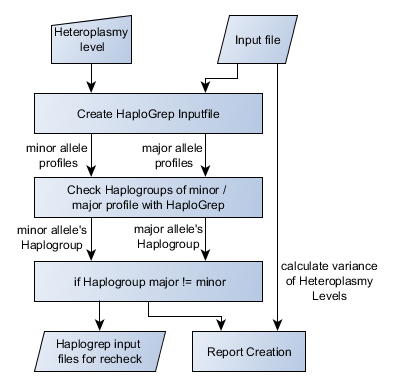 Heteroplasmy
level
Input file
Create HaploGrep Inputfile
minor allele
profiles
major allele
profiles
Check Haplogroups of minor /
major profile with HaploGrep
minor allele's
Haplogroup
major allele's
Haplogroup
calculate variance
of Heteroplasmy
Levels
if Haplogroup major != minor
Haplogrep input
files for recheck
Report Creation